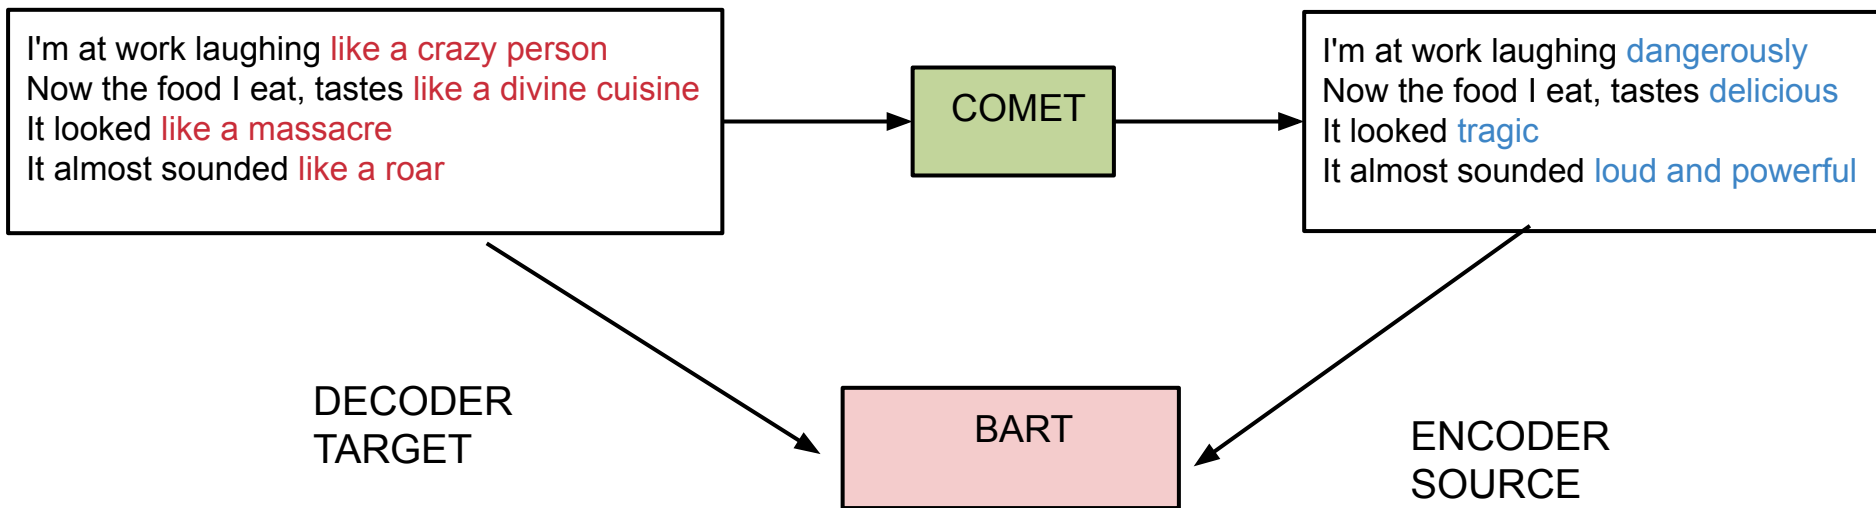 I'm at work laughing like a crazy person
Now the food I eat, tastes like a divine cuisine
It looked like a massacre
It almost sounded like a roar
COMET
I'm at work laughing dangerously
Now the food I eat, tastes delicious
It looked tragic
It almost sounded loud and powerful
DECODER
TARGET
BART
ENCODER
SOURCE